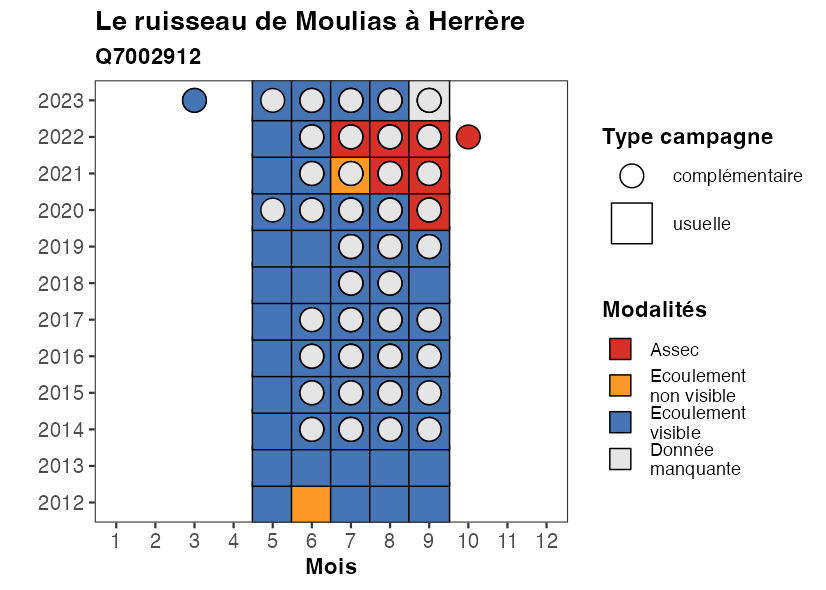 Le ruisseau de Moulias à Herrère
Q7002912
2023
2022
2021
2020
2019
2018
2017
2016
2015
2014
2013
2012
1 2 3 4 5 6 7 8 9 10 11 12
Mois
Type campagne
complémentaire
usuelle
Modalités
Assec
Ecoulement
non visible
Ecoulement
visible
Donnée
manquante